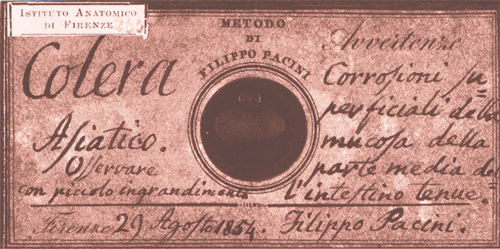 ISTITUTO ANATOMICO
DI FIRENZE
METODO
DI
FILIPPO PACINI
Colera
Asiatico.
Osservare
con piccolo ingrandimento
Avvertenze
Corrosioni su=
perficiali della
mucosa della
parte media del
l'intestino tenue.
Firenze 29 Agosto 1854. Filippo Pacini.